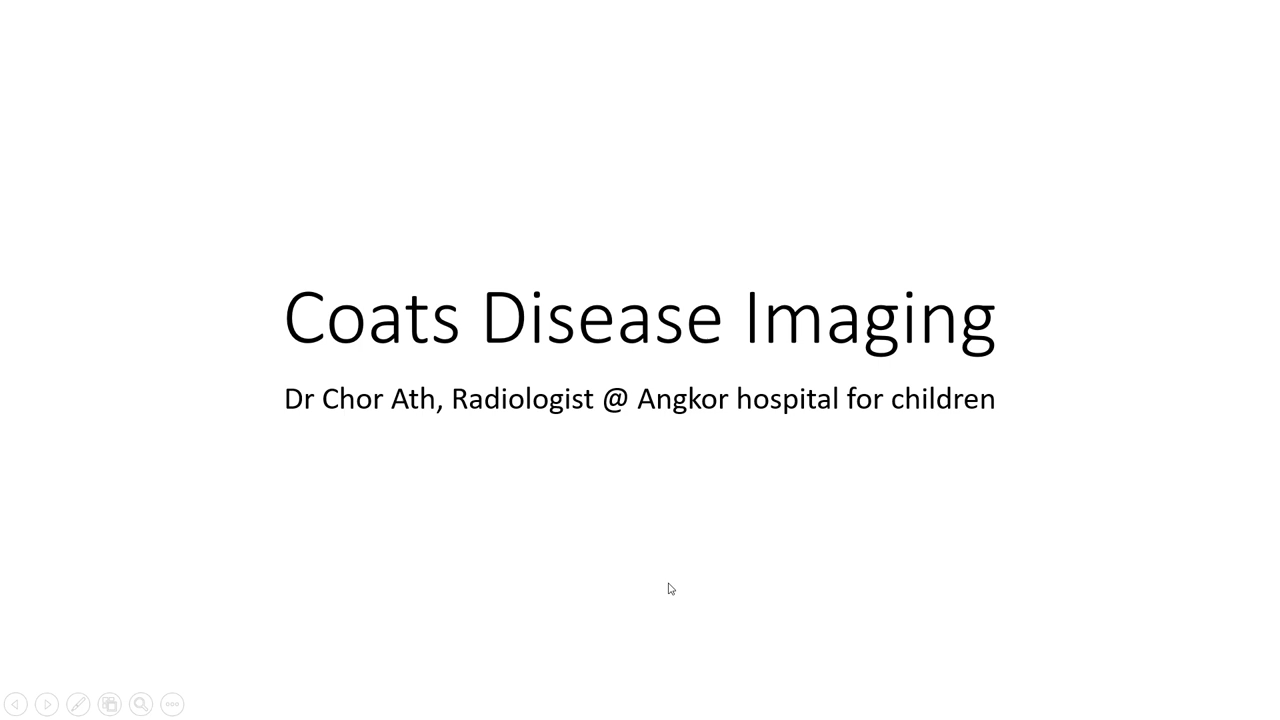 Coats Disease Imaging
Dr Chor Ath, Radiologist @ Angkor hospital for children